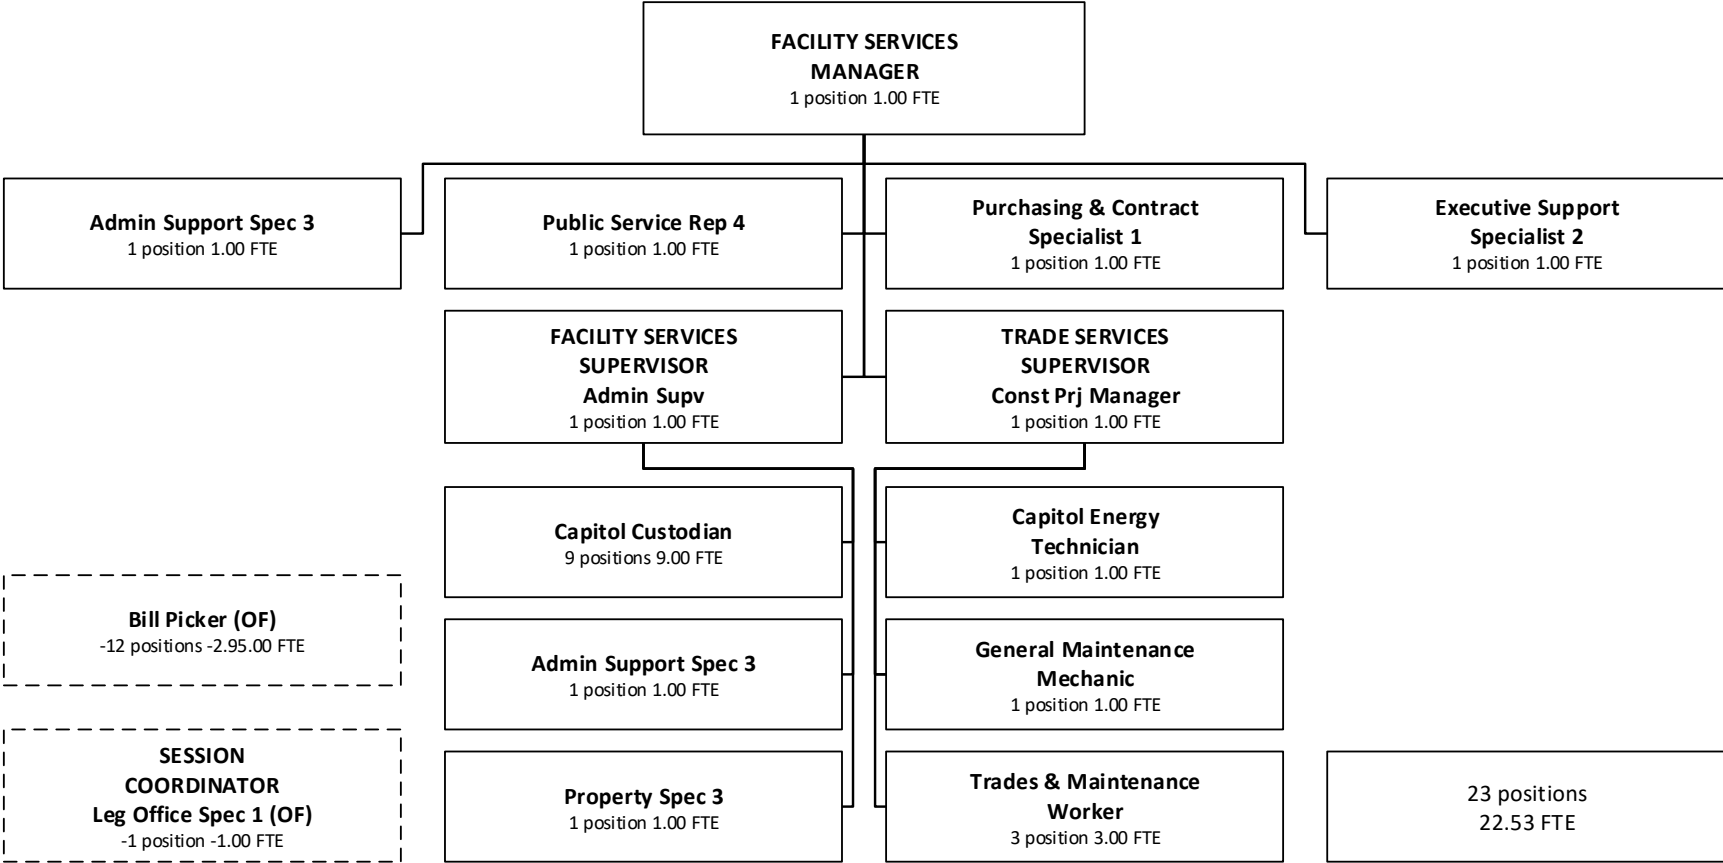 FACILITY SERVICES
MANAGER
1 position 1.00 FTE
Admin Support Spec 3
1 position 1.00 FTE
Public Service Rep 4
1 position 1.00 FTE
Purchasing & Contract
Specialist 1
1 position 1.00 FTE
Executive Support
Specialist 2
1 position 1.00 FTE
FACILITY SERVICES
SUPERVISOR
Admin Supv
1 position 1.00 FTE
TRADE SERVICES
SUPERVISOR
Const Prj Manager
1 position 1.00 FTE
Capitol Custodian
9 positions 9.00 FTE
Capitol Energy
Technician
1 position 1.00 FTE
Bill Picker (OF)
-12 positions -2.95.00 FTE
Admin Support Spec 3
1 position 1.00 FTE
General Maintenance
Mechanic
1 position 1.00 FTE
SESSION
COORDINATOR
Leg Office Spec 1 (OF)
-1 position -1.00 FTE
Property Spec 3
1 position 1.00 FTE
Trades & Maintenance
Worker
3 position 3.00 FTE
23 positions
22.53 FTE